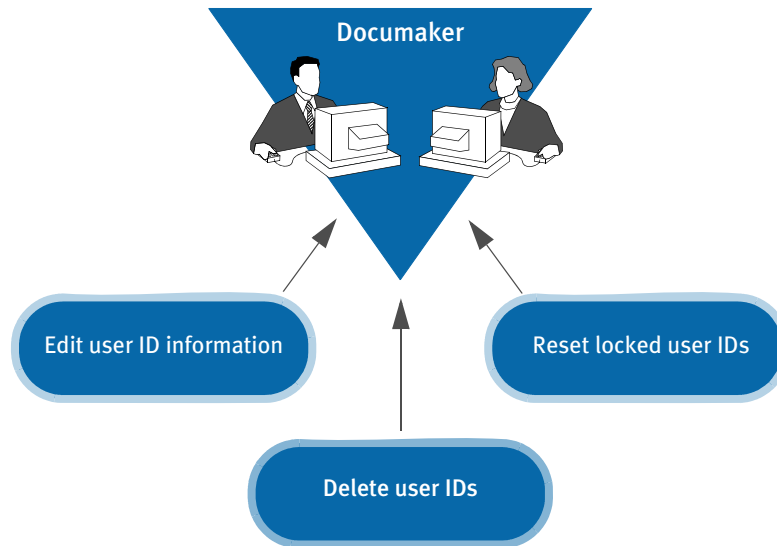 Documaker
Edit user ID information
Reset locked user IDs
Delete user IDs